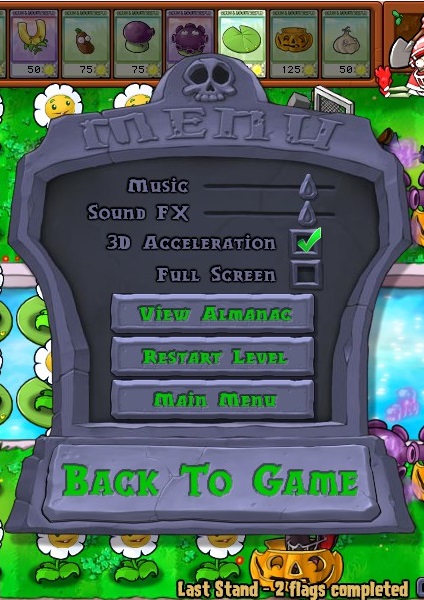 50
75
75
125
50
MENU
Music
Sound FX
3D Acceleration
Full Screen
View Almanac
Restart Level
Main Menu
Back To Game
Last Stand - 2 flags completed